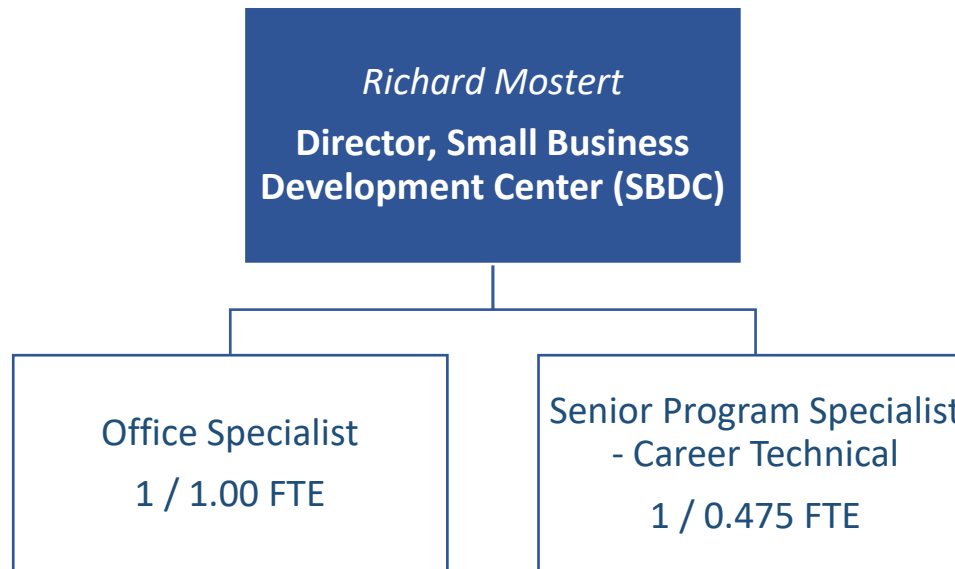 Richard Mostert
Director, Small Business
Development Center (SBDC)
Office Specialist
1 / 1.00 FTE
Senior Program Specialist
- Career Technical
1 / 0.475 FTE